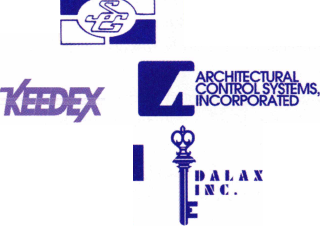 KEEDEX
ARCHITECTURAL
CONTROL SYSTEMS,
INCORPORATED
DALAX
INC.